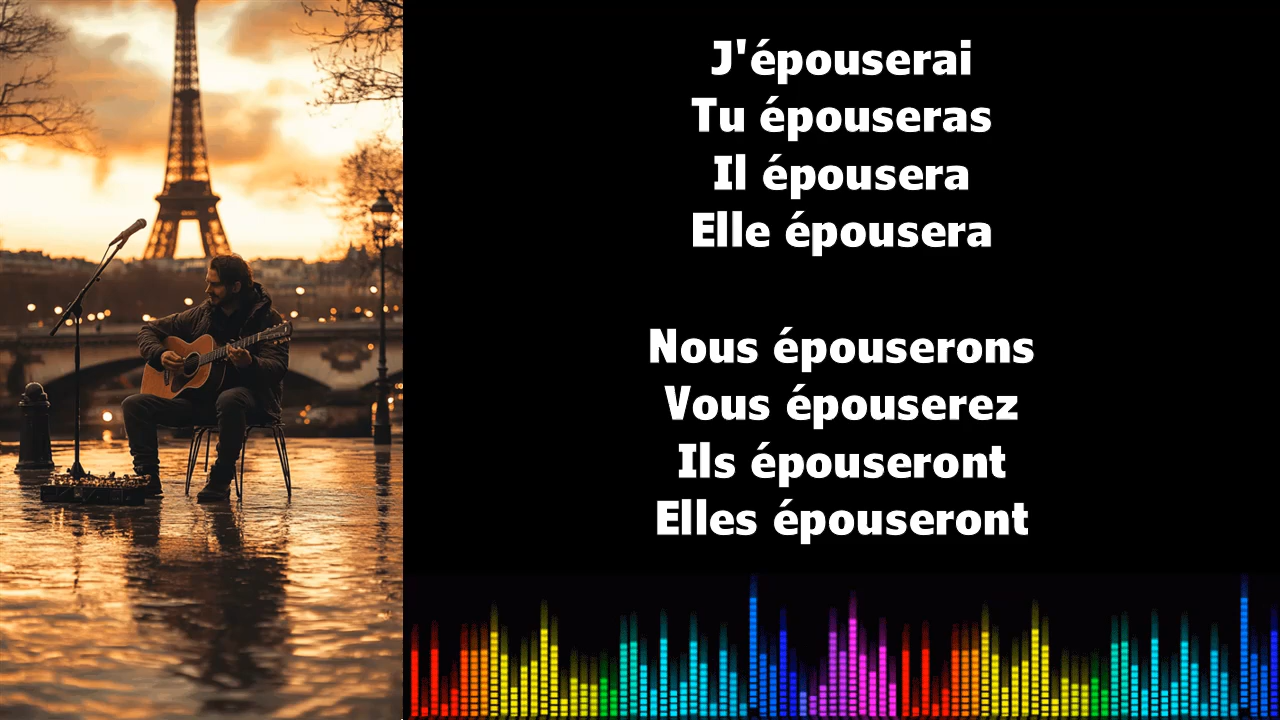 J'épouserai
Tu épouseras
Il épousera
Elle épousera
Nous épouserons
Vous épouserez
Ils épouseront
Elles épouseront